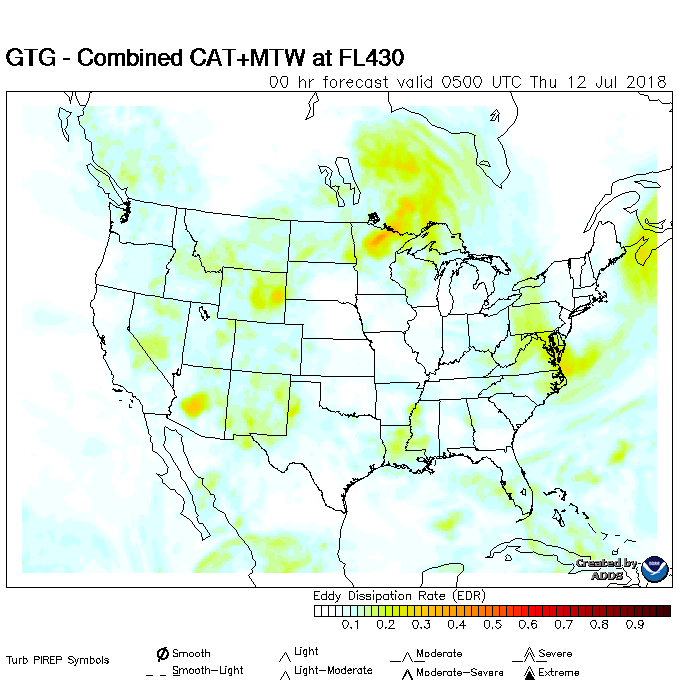 GTG - Combined CAT+MTW at FL430
00 hr forecast valid 0500 UTC Thu 12 Jul 2018
Created by
ADDS
Eddy Dissipation Rate (EDR)
0.1 0.2 0.3 0.4 0.5 0.6 0.7 0.8 0.9
Turb PIREP Symbols
Smooth Light Moderate Severe
Smooth-Light Light-Moderate Moderate-Severe Extreme